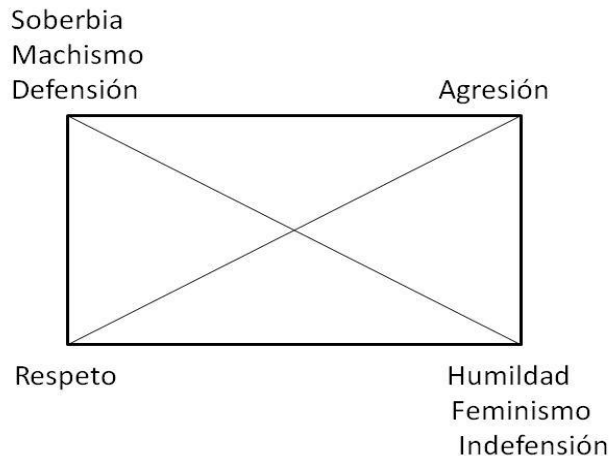 Soberbia
Machismo
Defensión
Agresión
Respeto
Humildad
Feminismo
Indefensión